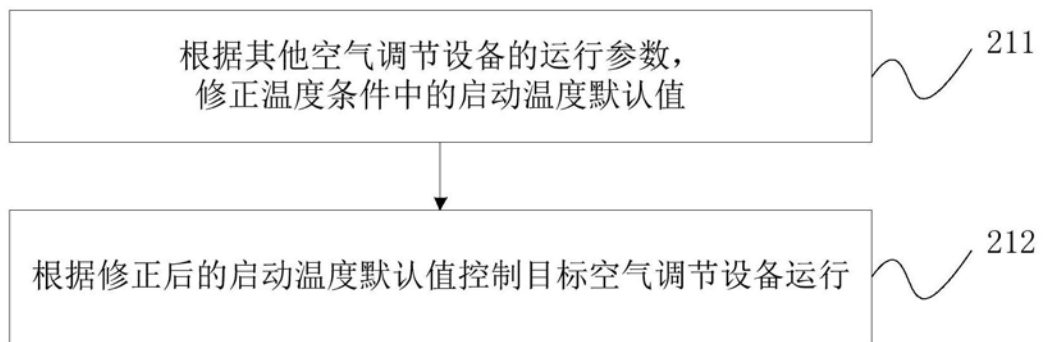 根据其他空气调节设备的运行参数，
修正温度条件中的启动温度默认值
211
根据修正后的启动温度默认值控制目标空气调节设备运行
212